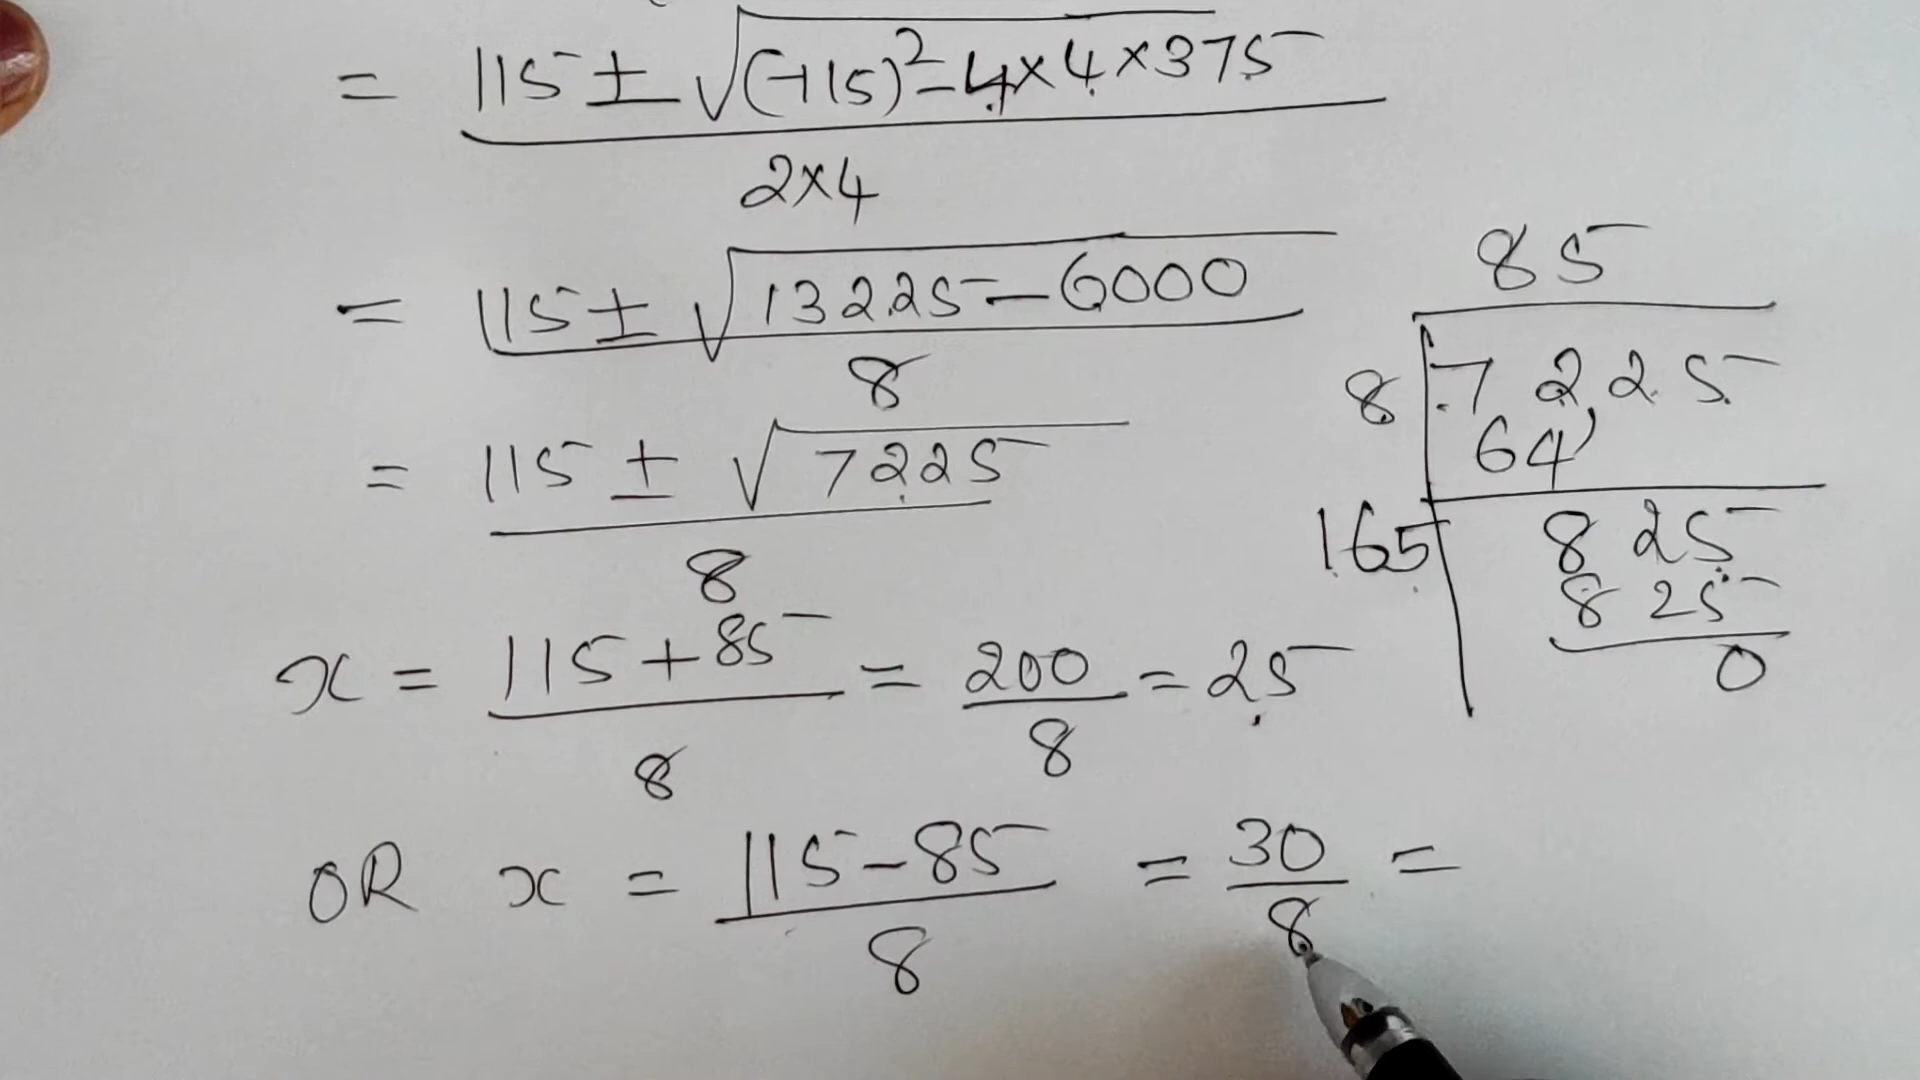 = 115 ± √(-115)² - 4×4×375
2×4
= 115 ± √13225 - 6000
8
= 115 ± √7225
8
x = 115 + 85 = 200 = 25
8 8
OR x = 115 - 85 = 30 =
8 8
85
8 7225
64
165 825
825
0